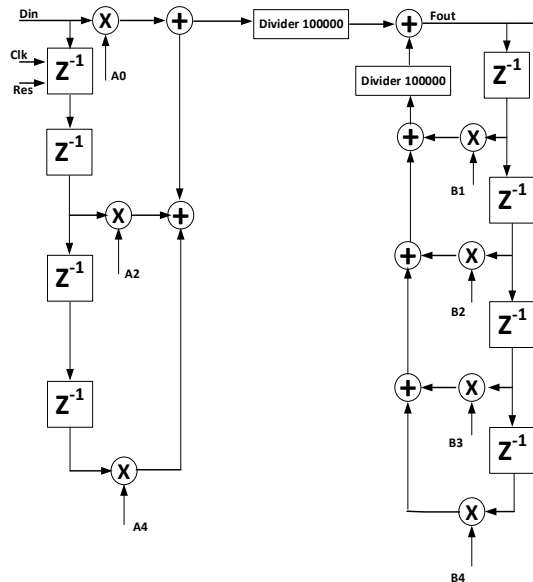 Din
X
+
Divider 100000
+
Fout
Clk
Z⁻¹
A0
Z⁻¹
Res
Divider 100000
Z⁻¹
+
X
B1
Z⁻¹
X
+
A2
Z⁻¹
+
X
B2
Z⁻¹
Z⁻¹
+
X
B3
Z⁻¹
X
A4
X
B4